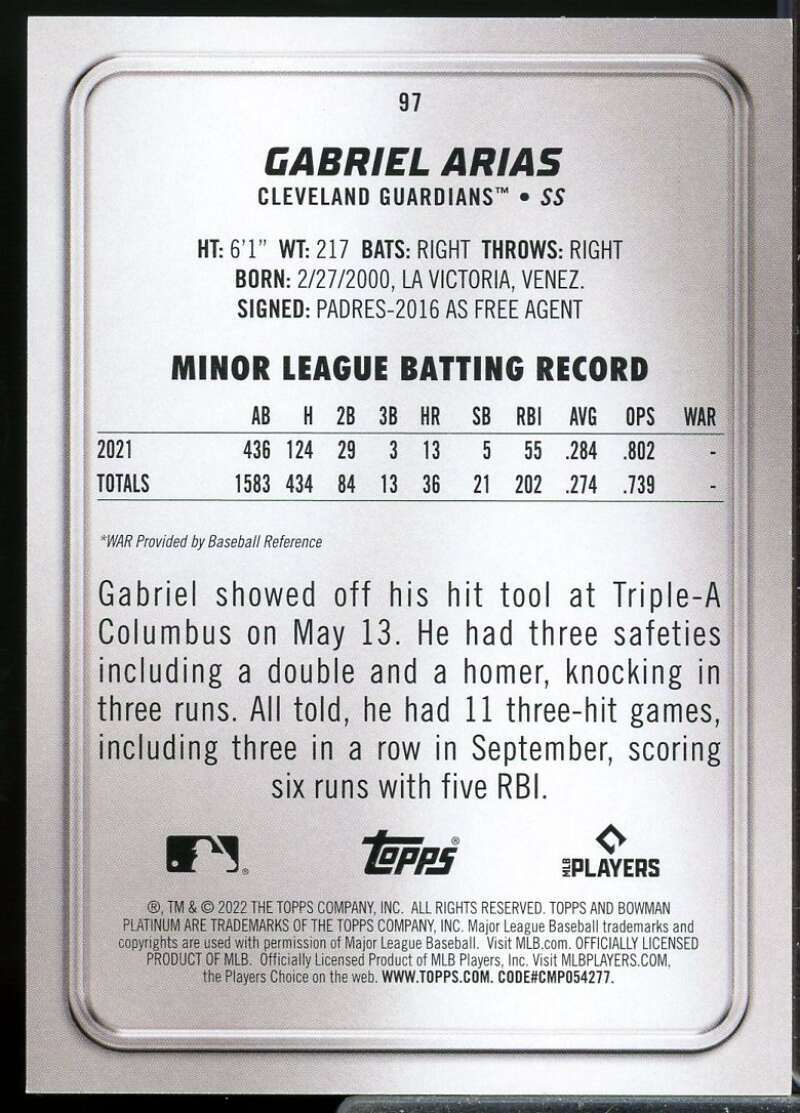 97
GABRIEL ARIAS
CLEVELAND GUARDIANS™ • SS
HT: 6'1" WT: 217 BATS: RIGHT THROWS: RIGHT
BORN: 2/27/2000, LA VICTORIA, VENEZ.
SIGNED: PADRES-2016 AS FREE AGENT
MINOR LEAGUE BATTING RECORD
AB H 2B 3B HR SB RBI AVG OPS WAR
2021 436 124 29 3 13 5 55 .284 .802 -
TOTALS 1583 434 84 13 36 21 202 .274 .739 -
*WAR Provided by Baseball Reference
Gabriel showed off his hit tool at Triple-A
Columbus on May 13. He had three safeties
including a double and a homer, knocking in
three runs. All told, he had 11 three-hit games,
including three in a row in September, scoring
six runs with five RBI.
® Topps® MLB PLAYERS
®, TM & © 2022 THE TOPPS COMPANY, INC. ALL RIGHTS RESERVED. TOPPS AND BOWMAN
PLATINUM ARE TRADEMARKS OF THE TOPPS COMPANY, INC. Major League Baseball trademarks and
copyrights are used with permission of Major League Baseball. Visit MLB.com. OFFICIALLY LICENSED
PRODUCT OF MLB. Officially Licensed Product of MLB Players, Inc. Visit MLBPLAYERS.COM,
the Players Choice on the web. WWW.TOPPS.COM. CODE#CMP054277.